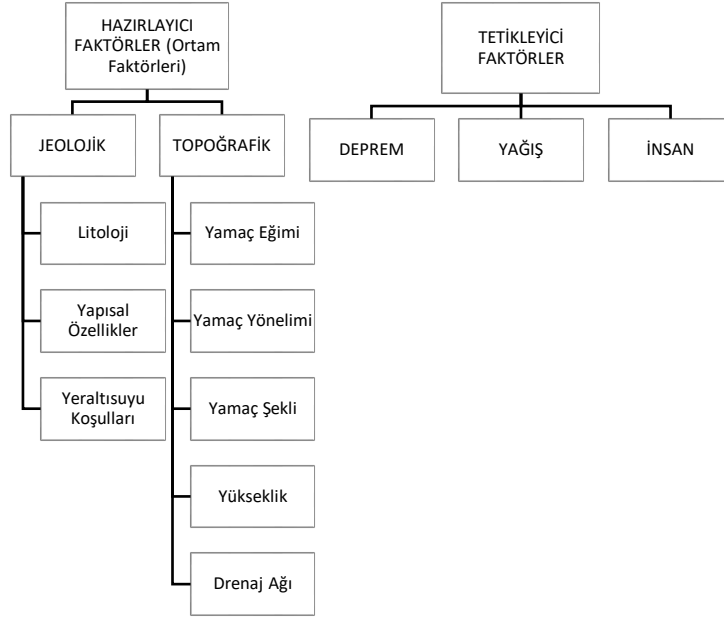 HAZIRLAYICI
FAKTÖRLER (Ortam
Faktörleri)
JEOLOJİK
Litoloji
Yapısal
Özellikler
Yeraltısuyu
Koşulları
TOPOĞRAFİK
Yamaç Eğimi
Yamaç Yönelimi
Yamaç Şekli
Yükseklik
Drenaj Ağı
TETİKLEYİCİ
FAKTÖRLER
DEPREM
YAĞIŞ
İNSAN